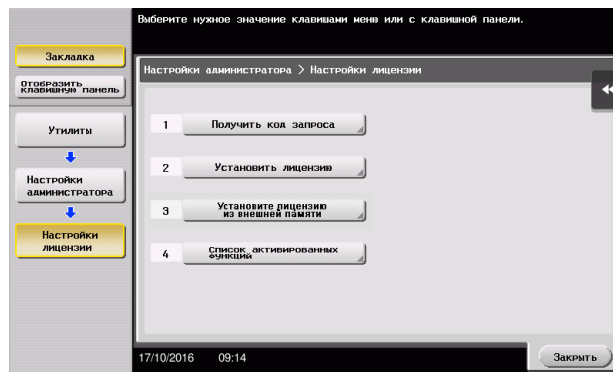 Выберите нужное значение клавишами меню или с клавишной панели.
Закладка
Отобразить
клавишную панель
Утилиты
Настройки
администратора
Настройки
лицензии
Настройки администратора > Настройки лицензии
1 Получить код запроса
2 Установить лицензию
3 Установите лицензию
из внешней памяти
4 Список активированных
функций
17/10/2016 09:14
Закрыть